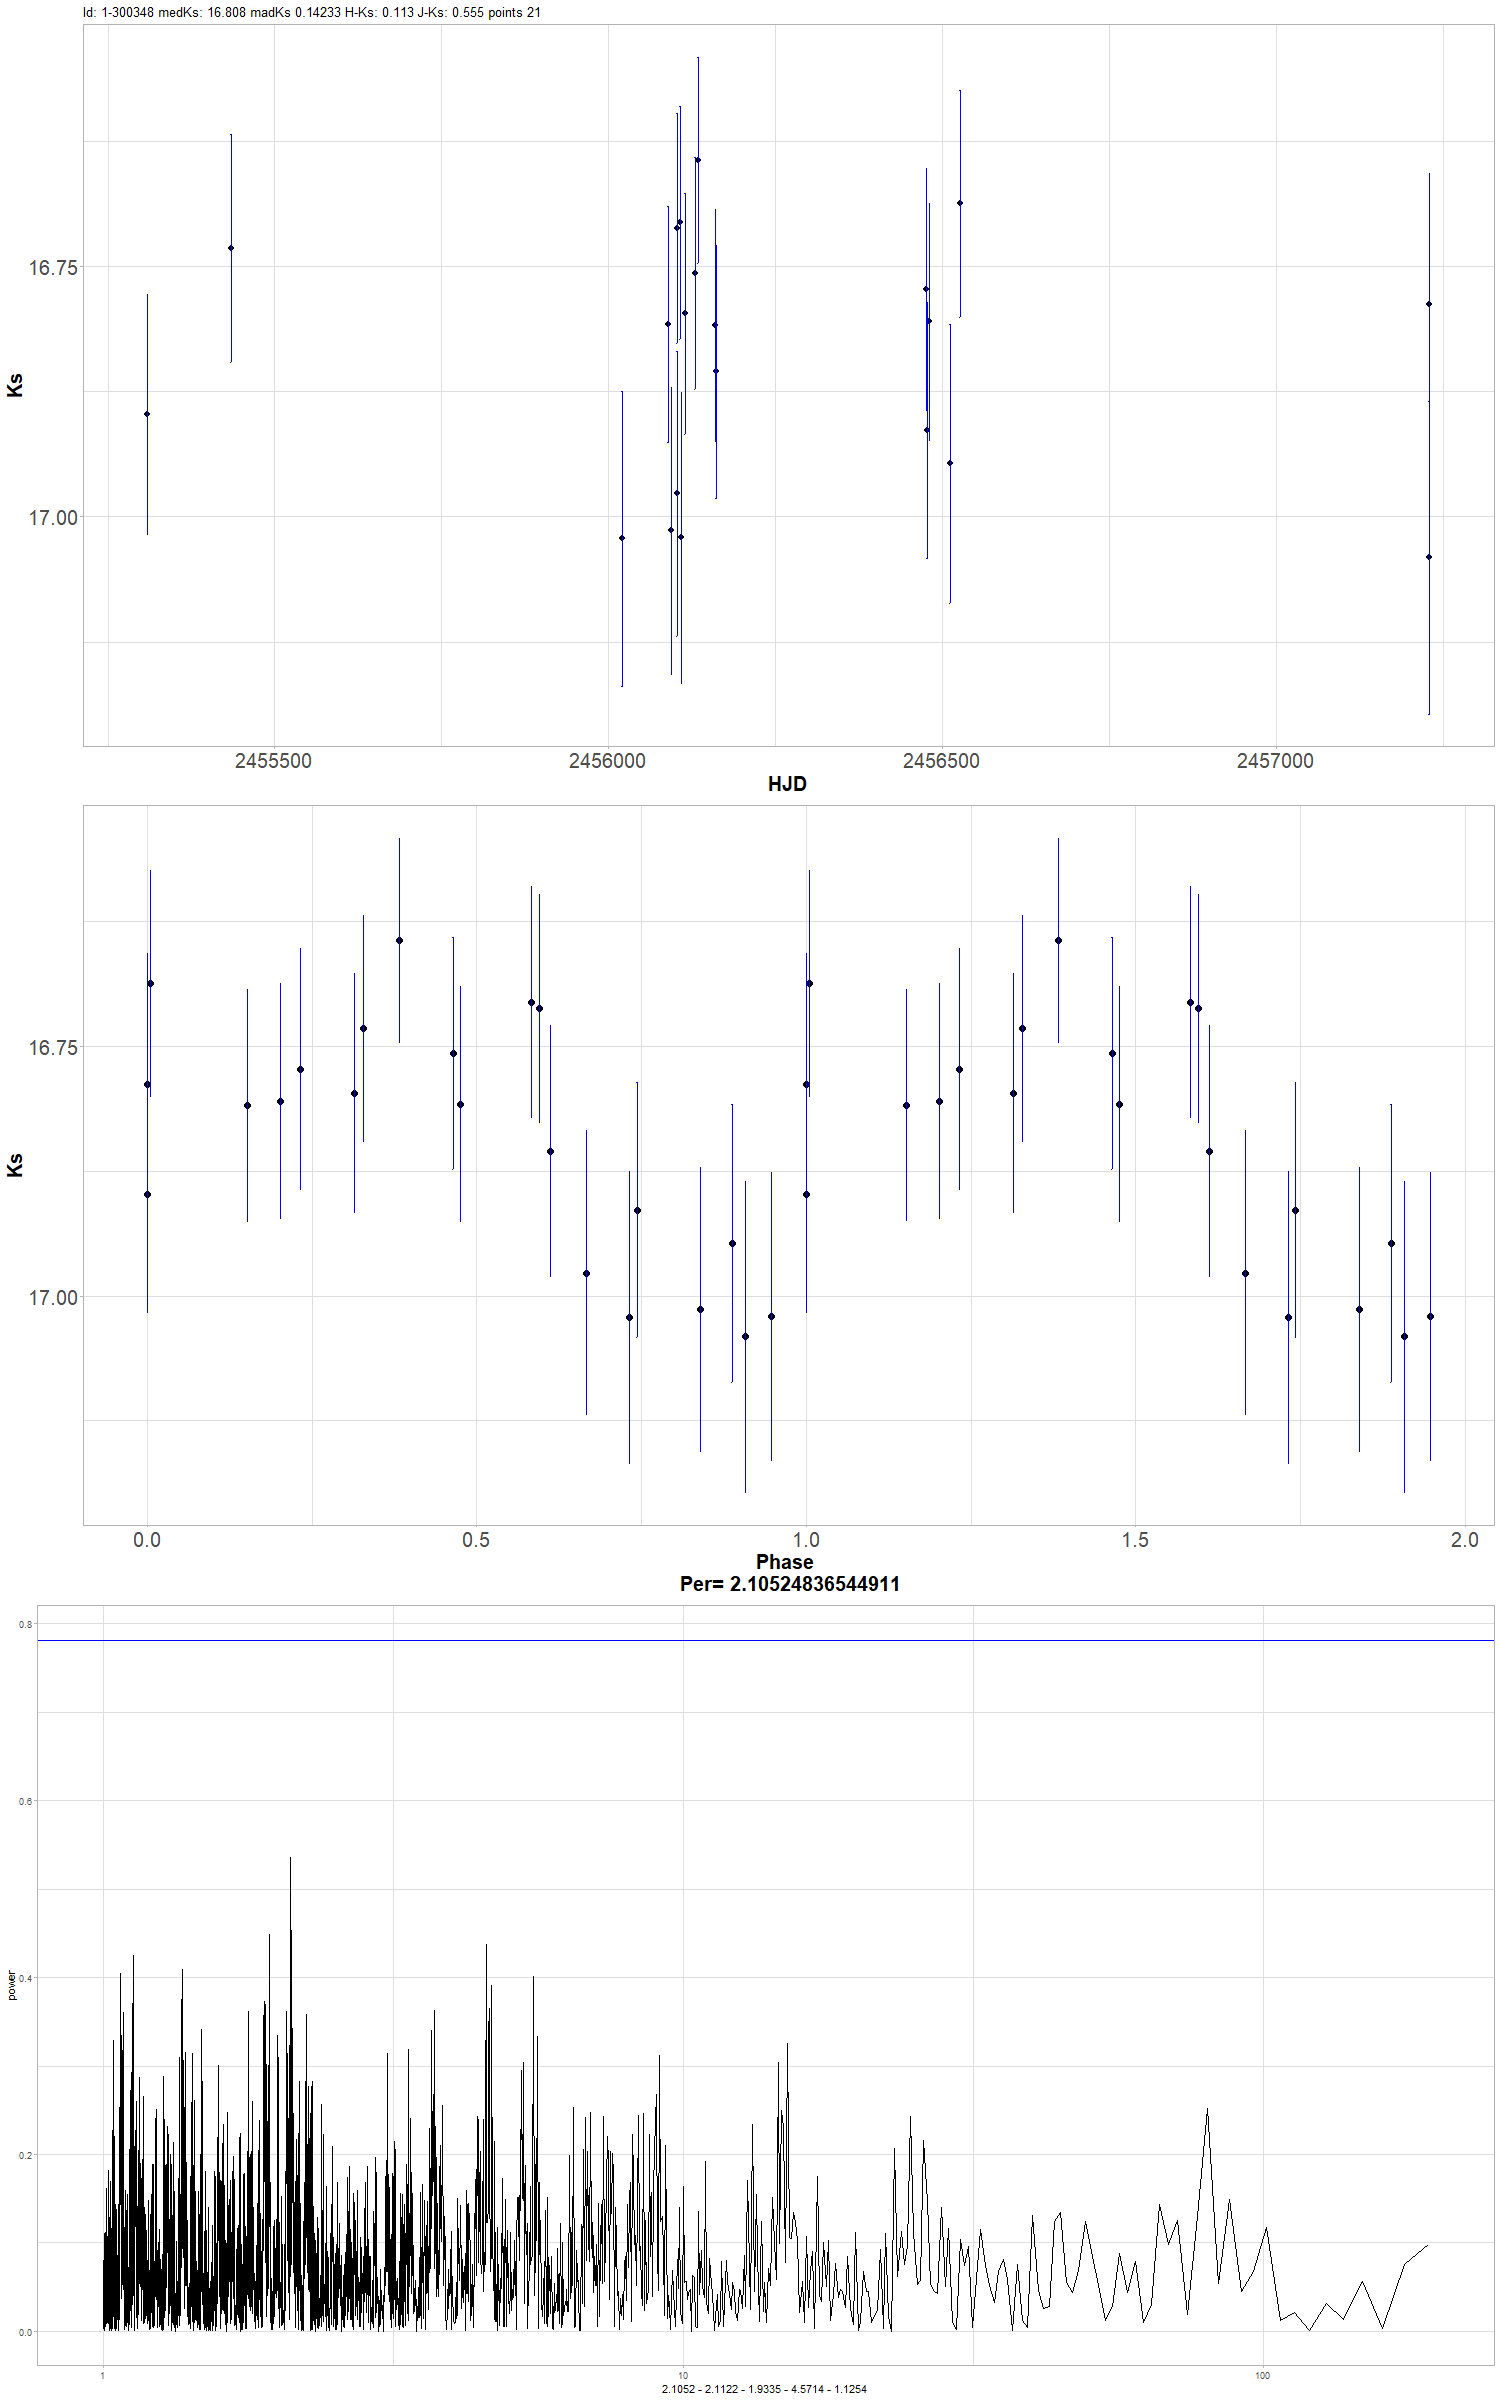 Id: 1-300348 medKs: 16.808 madKs 0.14233 H-Ks: 0.113 J-Ks: 0.555 points 21
16.75
17.00
Ks
2455500 2456000 2456500 2457000
HJD
16.75
17.00
Ks
0.0 0.5 1.0 1.5 2.0
Phase
Per= 2.10524836544911
0.8
0.6
0.4
0.2
0.0
power
1 10 100
2.1052 - 2.1122 - 1.9335 - 4.5714 - 1.1254